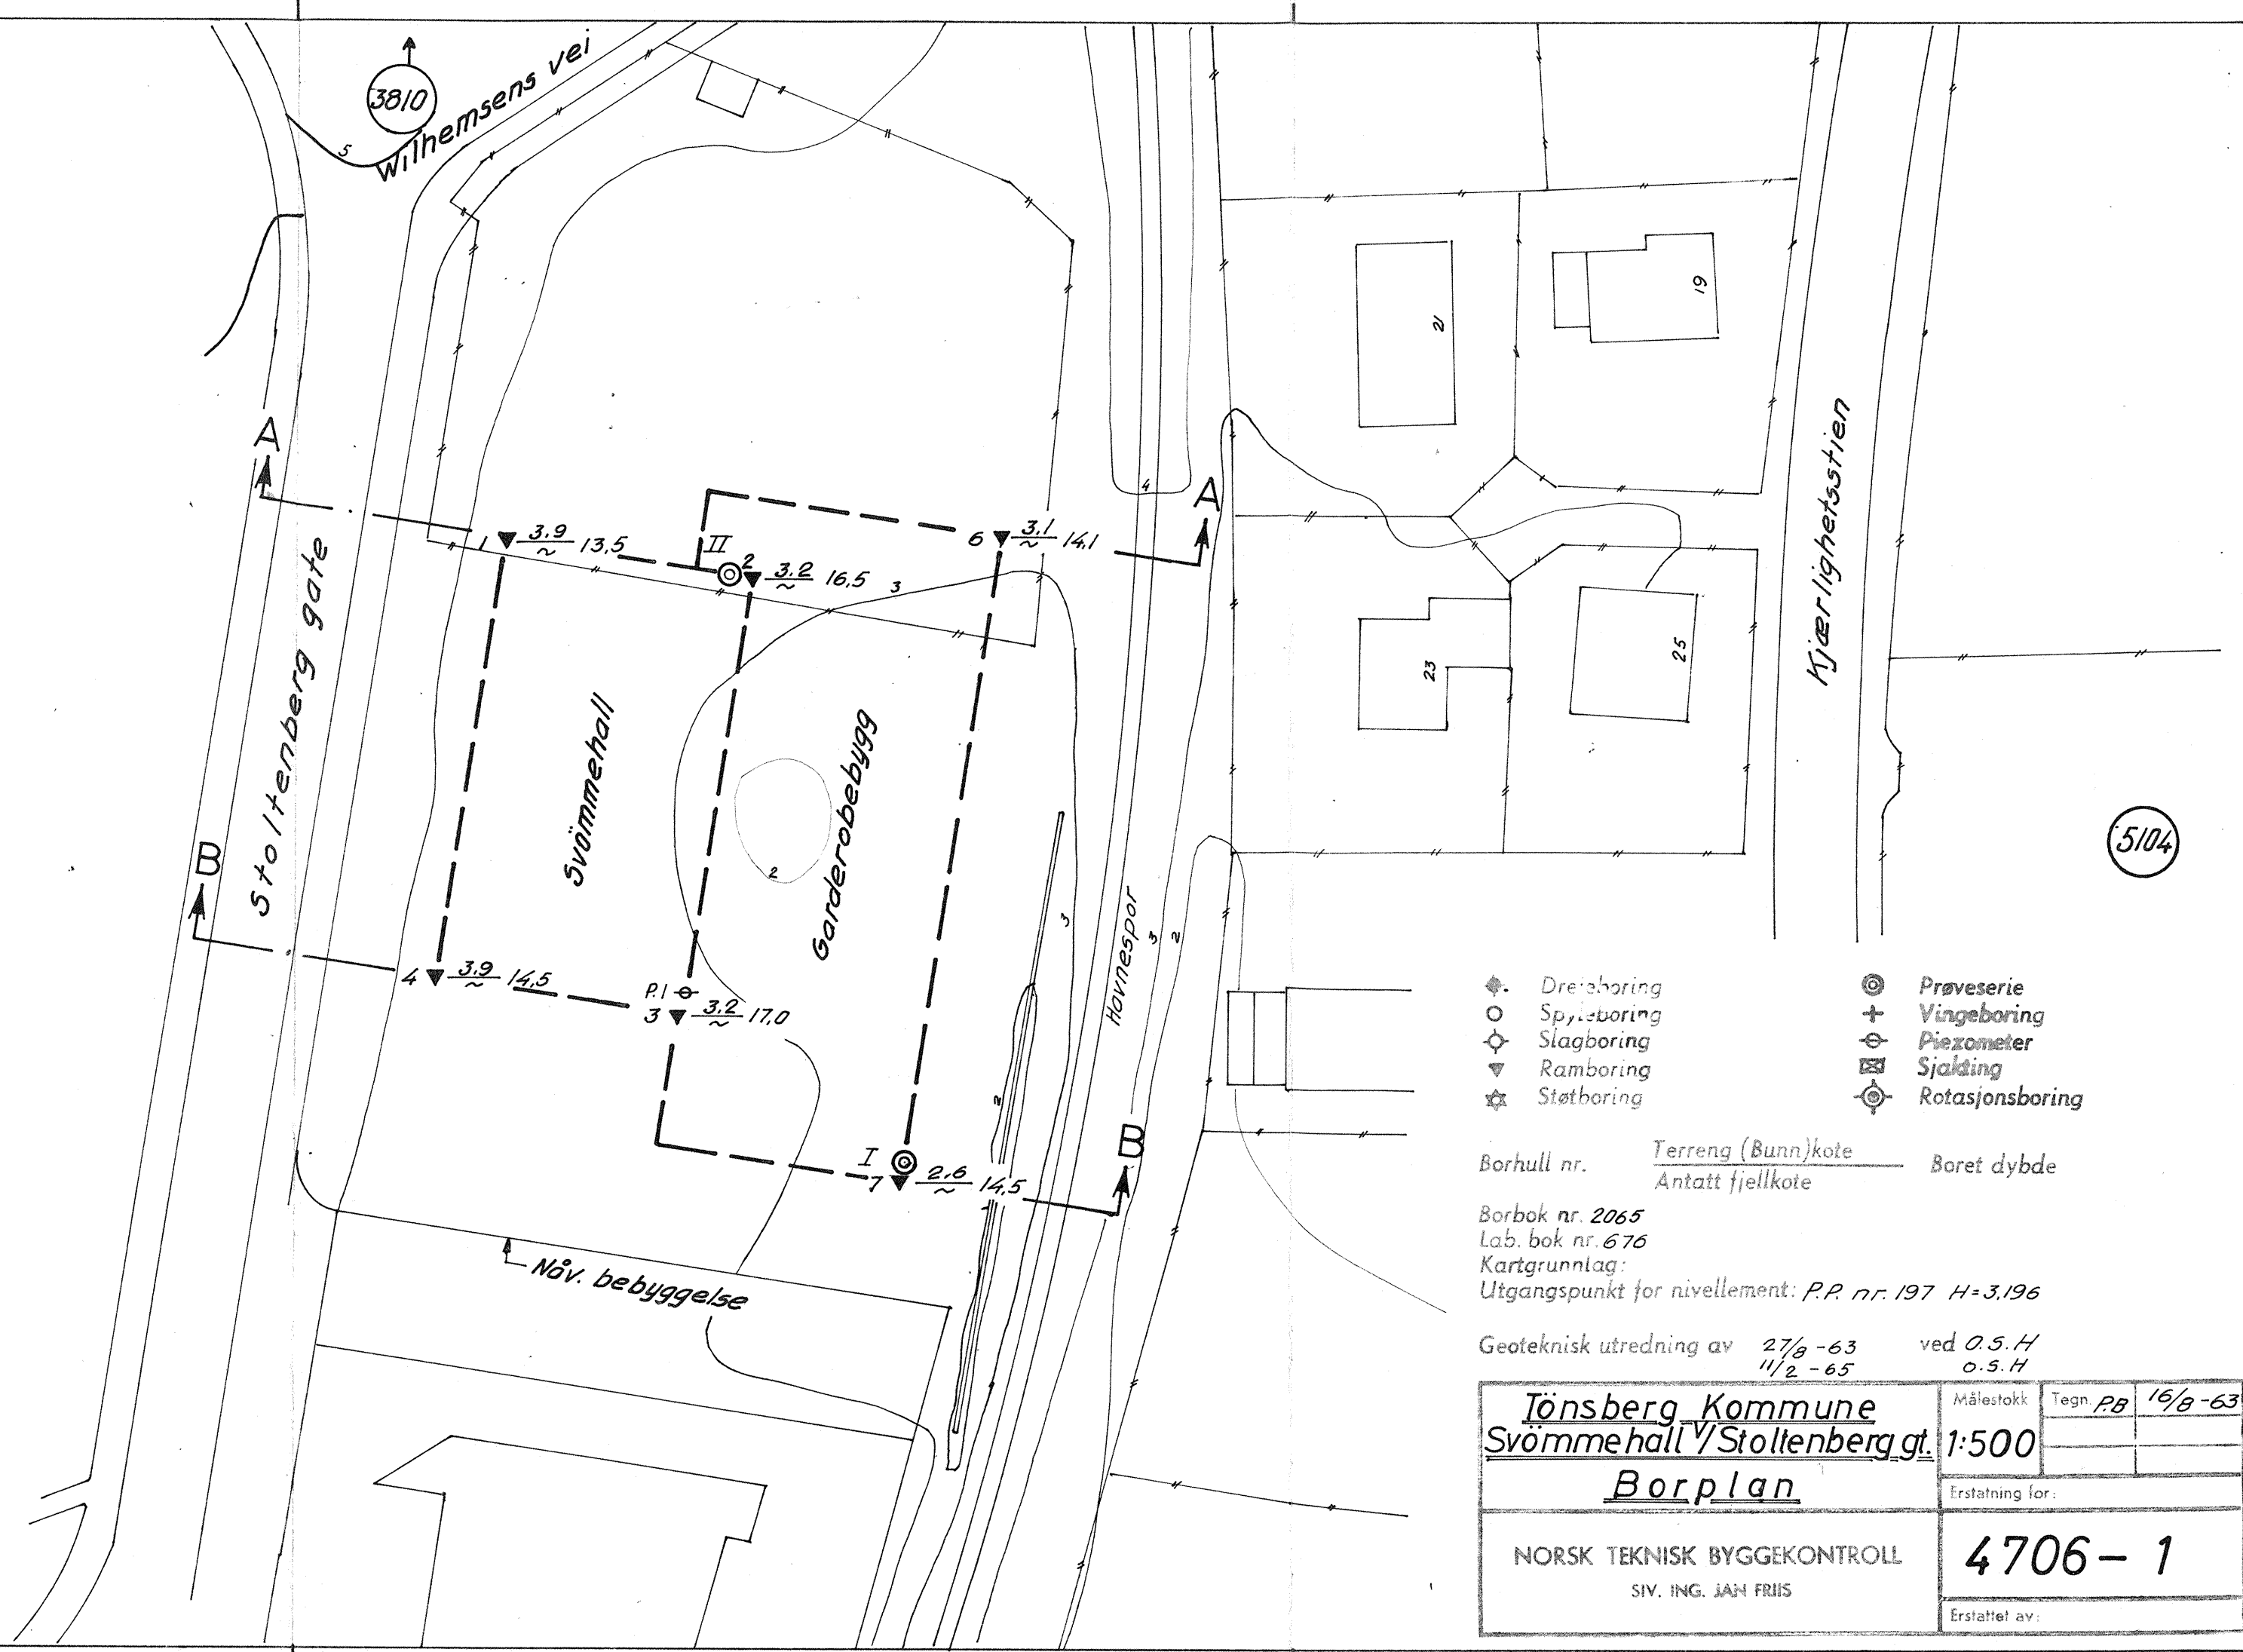 3810
Wilhemsens vei
5
A
Stoltenberg gate
1 3.9 ~ 13,5
II
2 3.2 ~ 16,5
6 3.1 ~ 14,1
3
4
A
21
19
23
25
Kjærlighetsstien
5104
Svömmehall
Garderobebygg
2
B
4 3.9 ~ 14,5
P.1
3 3.2 ~ 17,0
3
Havnespor
3
2
2
I
7 2,6 ~ 14,5
B
Nåv. bebyggelse
Dreieboring
Spyleboring
Slagboring
Ramboring
Støtboring
Prøveserie
Vingeboring
Piezometer
Sjakting
Rotasjonsboring
Borhull nr. Terreng (Bunn)kote Boret dybde
Antatt fjellkote
Borbok nr. 2065
Lab. bok nr. 676
Kartgrunnlag:
Utgangspunkt for nivellement: P.P. nr. 197 H=3,196
Geoteknisk utredning av 27/8 -63 ved O.S.H
11/2 -65 O.S.H
Tönsberg Kommune
Svömmehall V/Stoltenberg gt.
Borplan
Målestokk
1:500
Tegn. P.B 16/8 -63
Erstatning for:
NORSK TEKNISK BYGGEKONTROLL
SIV. ING. JAN FRIIS
4706 - 1
Erstattet av: